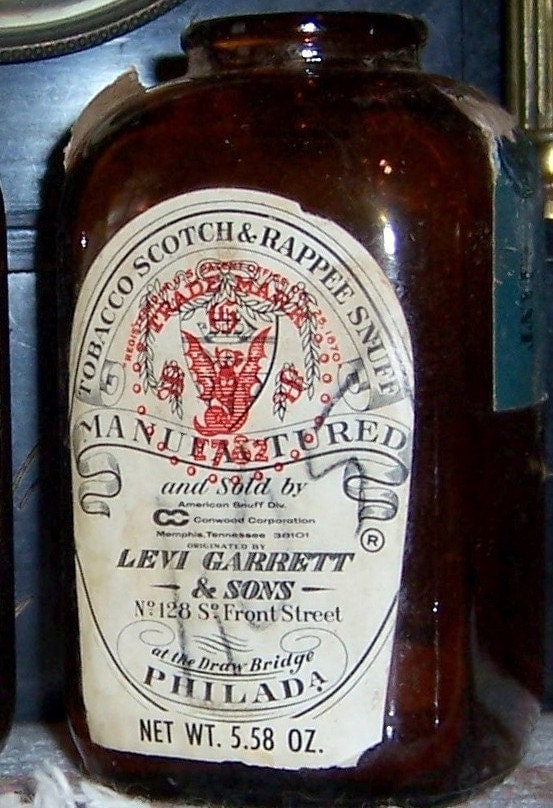 TOBACCO SCOTCH & RAPPEE SNUFF
TRADE MARK
1782
MANUFACTURED
and Sold by
American Snuff Div.
Conwood Corporation
Memphis, Tennessee 38101
ORIGINATED BY
®
LEVI GARRETT
& SONS
Nº 128 Sº Front Street
at the Draw Bridge
PHILADA
NET WT. 5.58 OZ.